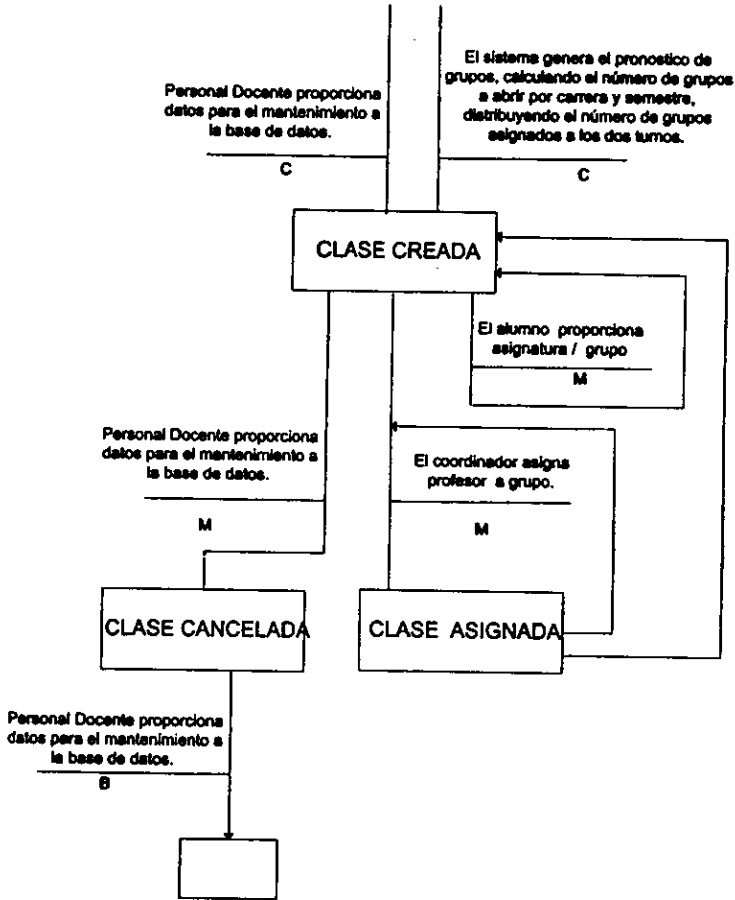 Personal Docente proporciona
datos para el mantenimiento a
la base de datos.
C
El sistema genera el pronostico de
grupos, calculando el número de grupos
a abrir por carrera y semestre,
distribuyendo el número de grupos
asignados a los dos turnos.
C
CLASE CREADA
El alumno proporciona
asignatura / grupo
M
Personal Docente proporciona
datos para el mantenimiento a
la base de datos.
M
El coordinador asigna
profesor a grupo.
M
CLASE CANCELADA
CLASE ASIGNADA
Personal Docente proporciona
datos para el mantenimiento a
la base de datos.
B